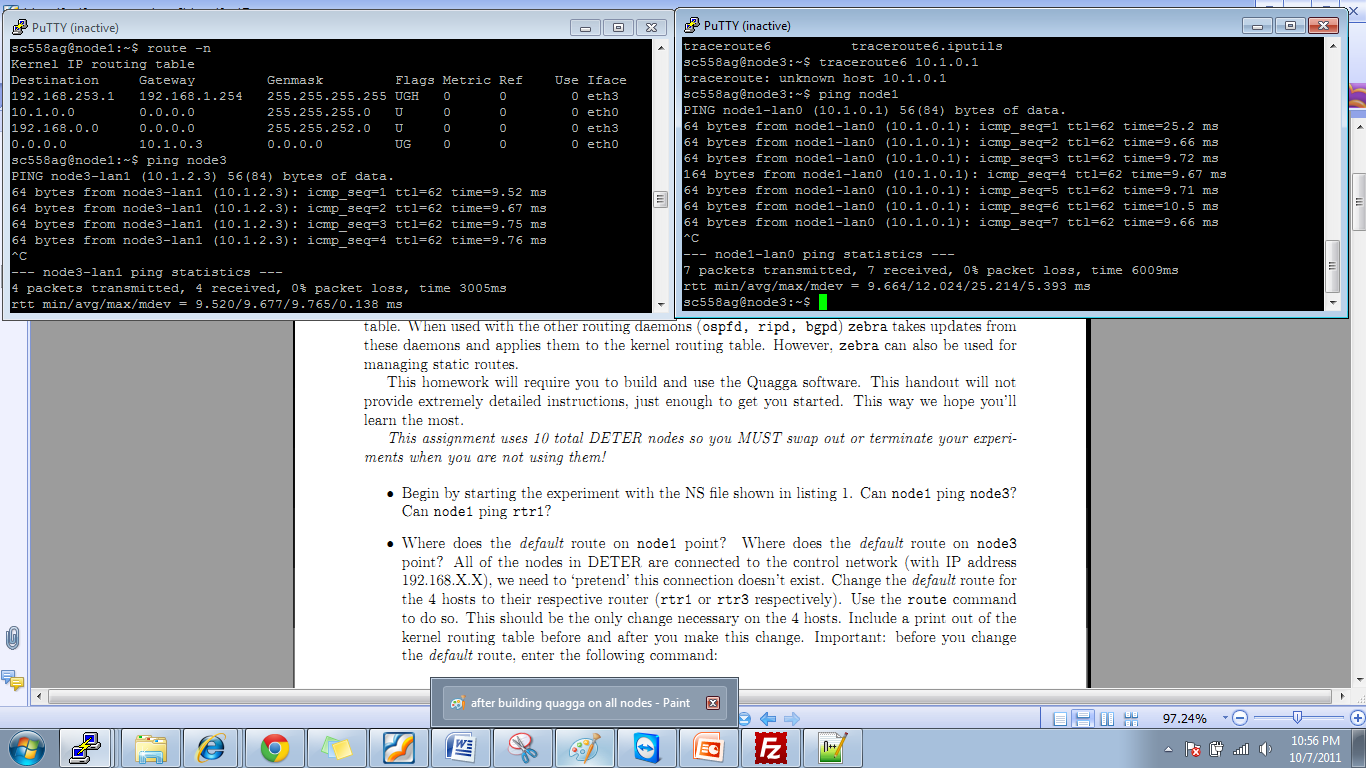 PuTTY (inactive)
sc558ag@node1:~$ route -n
Kernel IP routing table
Destination Gateway Genmask Flags Metric Ref Use Iface
192.168.253.1 192.168.1.254 255.255.255.255 UGH 0 0 0 eth3
10.1.0.0 0.0.0.0 255.255.255.0 U 0 0 0 eth0
192.168.0.0 0.0.0.0 255.255.252.0 U 0 0 0 eth3
0.0.0.0 10.1.0.3 0.0.0.0 UG 0 0 0 eth0
sc558ag@node1:~$ ping node3
PING node3-lan1 (10.1.2.3) 56(84) bytes of data.
64 bytes from node3-lan1 (10.1.2.3): icmp_seq=1 ttl=62 time=9.52 ms
64 bytes from node3-lan1 (10.1.2.3): icmp_seq=2 ttl=62 time=9.67 ms
64 bytes from node3-lan1 (10.1.2.3): icmp_seq=3 ttl=62 time=9.75 ms
64 bytes from node3-lan1 (10.1.2.3): icmp_seq=4 ttl=62 time=9.76 ms
^C
--- node3-lan1 ping statistics ---
4 packets transmitted, 4 received, 0% packet loss, time 3005ms
rtt min/avg/max/mdev = 9.520/9.677/9.765/0.138 ms
PuTTY (inactive)
traceroute6 traceroute6.iputils
sc558ag@node3:~$ traceroute6 10.1.0.1
traceroute: unknown host 10.1.0.1
sc558ag@node3:~$ ping node1
PING node1-lan0 (10.1.0.1) 56(84) bytes of data.
64 bytes from node1-lan0 (10.1.0.1): icmp_seq=1 ttl=62 time=25.2 ms
64 bytes from node1-lan0 (10.1.0.1): icmp_seq=2 ttl=62 time=9.66 ms
64 bytes from node1-lan0 (10.1.0.1): icmp_seq=3 ttl=62 time=9.72 ms
164 bytes from node1-lan0 (10.1.0.1): icmp_seq=4 ttl=62 time=9.67 ms
64 bytes from node1-lan0 (10.1.0.1): icmp_seq=5 ttl=62 time=9.71 ms
64 bytes from node1-lan0 (10.1.0.1): icmp_seq=6 ttl=62 time=10.5 ms
64 bytes from node1-lan0 (10.1.0.1): icmp_seq=7 ttl=62 time=9.66 ms
^C
--- node1-lan0 ping statistics ---
7 packets transmitted, 7 received, 0% packet loss, time 6009ms
rtt min/avg/max/mdev = 9.664/12.024/25.214/5.393 ms
sc558ag@node3:~$
table. When used with the other routing daemons (ospfd, ripd, bgpd) zebra takes updates from
these daemons and applies them to the kernel routing table. However, zebra can also be used for
managing static routes.
This homework will require you to build and use the Quagga software. This handout will not
provide extremely detailed instructions, just enough to get you started. This way we hope you'll
learn the most.
This assignment uses 10 total DETER nodes so you MUST swap out or terminate your experi-
ments when you are not using them!
• Begin by starting the experiment with the NS file shown in listing 1. Can node1 ping node3?
Can node1 ping rtr1?
• Where does the default route on node1 point? Where does the default route on node3
point? All of the nodes in DETER are connected to the control network (with IP address
192.168.X.X), we need to 'pretend' this connection doesn't exist. Change the default route for
the 4 hosts to their respective router (rtr1 or rtr3 respectively). Use the route command
to do so. This should be the only change necessary on the 4 hosts. Include a print out of the
kernel routing table before and after you make this change. Important: before you change
the default route, enter the following command:
after building quagga on all nodes - Paint
97.24%
10:56 PM
10/7/2011